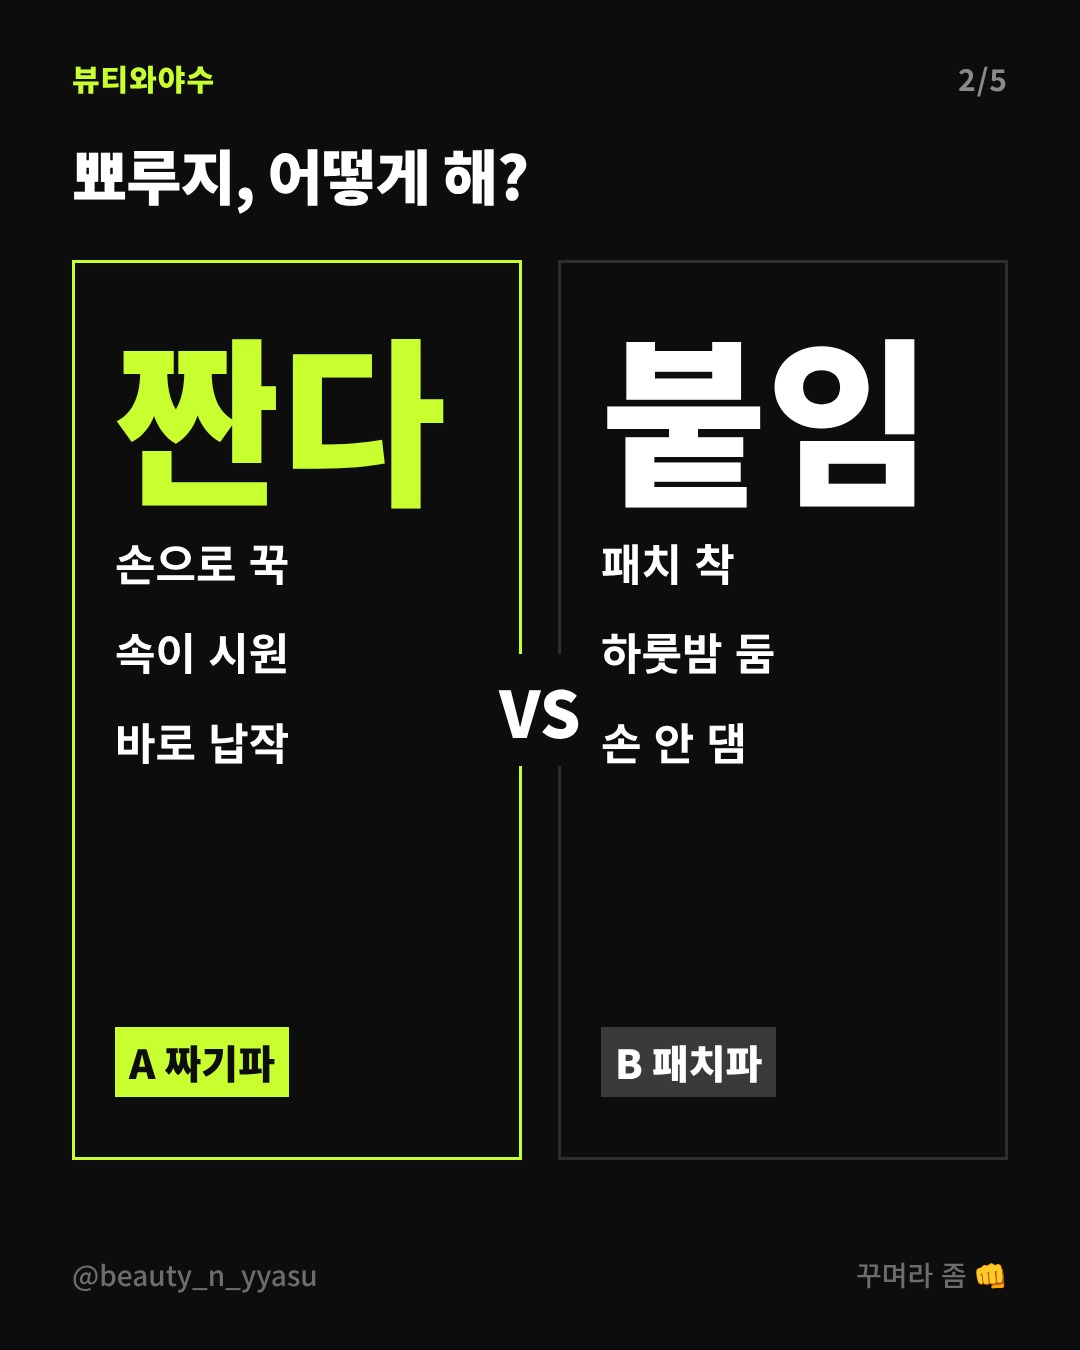 뷰티와야수
2/5
뾰루지, 어떻게 해?
짠다
손으로 꾹
속이 시원
바로 납작
A 짜기파
VS
붙임
패치 착
하룻밤 둠
손 안 댐
B 패치파
@beauty_n_yyasu
꾸며라 좀 👊